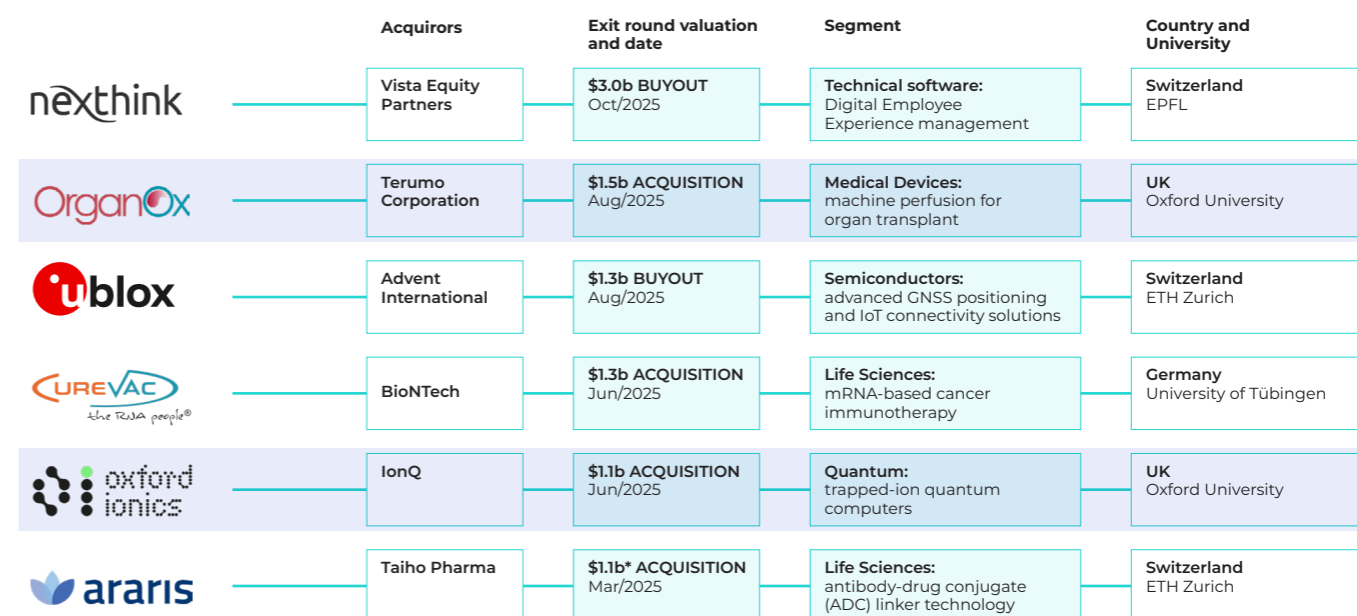 Acquirors
Exit round valuation
and date
Segment
Country and
University
nexthink
Vista Equity
Partners
$3.0b BUYOUT
Oct/2025
Technical software:
Digital Employee
Experience management
Switzerland
EPFL
OrganOx
Terumo
Corporation
$1.5b ACQUISITION
Aug/2025
Medical Devices:
machine perfusion for
organ transplant
UK
Oxford University
ublox
Advent
International
$1.3b BUYOUT
Aug/2025
Semiconductors:
advanced GNSS positioning
and IoT connectivity solutions
Switzerland
ETH Zurich
CUREVAC
the RNA people®
BioNTech
$1.3b ACQUISITION
Jun/2025
Life Sciences:
mRNA-based cancer
immunotherapy
Germany
University of Tübingen
oxford
ionics
IonQ
$1.1b ACQUISITION
Jun/2025
Quantum:
trapped-ion quantum
computers
UK
Oxford University
araris
Taiho Pharma
$1.1b* ACQUISITION
Mar/2025
Life Sciences:
antibody-drug conjugate
(ADC) linker technology
Switzerland
ETH Zurich